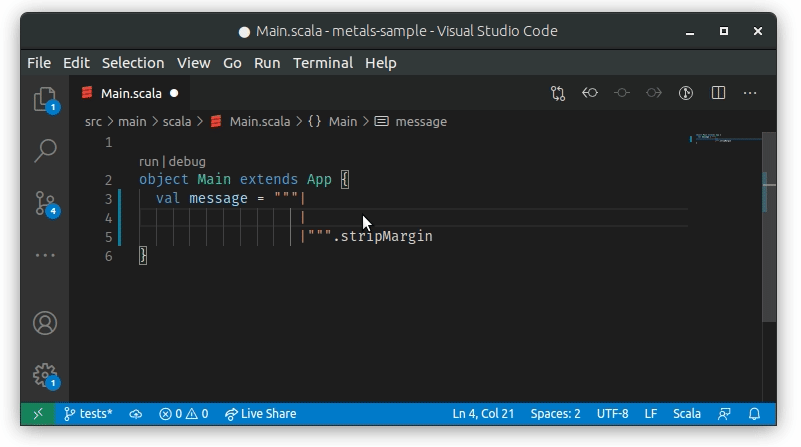 ● Main.scala - metals-sample - Visual Studio Code
File Edit Selection View Go Run Terminal Help
1
Main.scala ●
src > main > scala > Main.scala > {} Main > message
1
run | debug
2 object Main extends App {
3 val message = """|
4 |
5 |""".stripMargin
6 }
4
1
tests* 0 0 Live Share Ln 4, Col 21 Spaces: 2 UTF-8 LF Scala